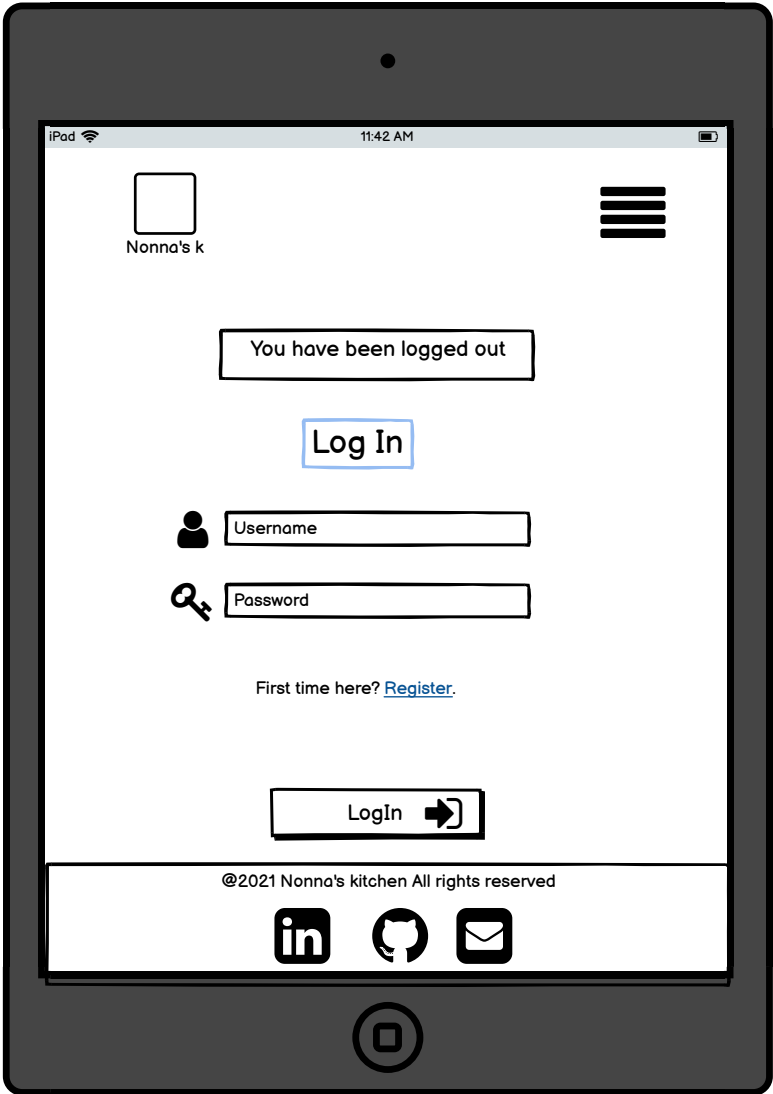 iPad 11:42 AM
Nonna's k
You have been logged out
Log In
Username
Password
First time here? Register.
LogIn
@2021 Nonna's kitchen All rights reserved
in